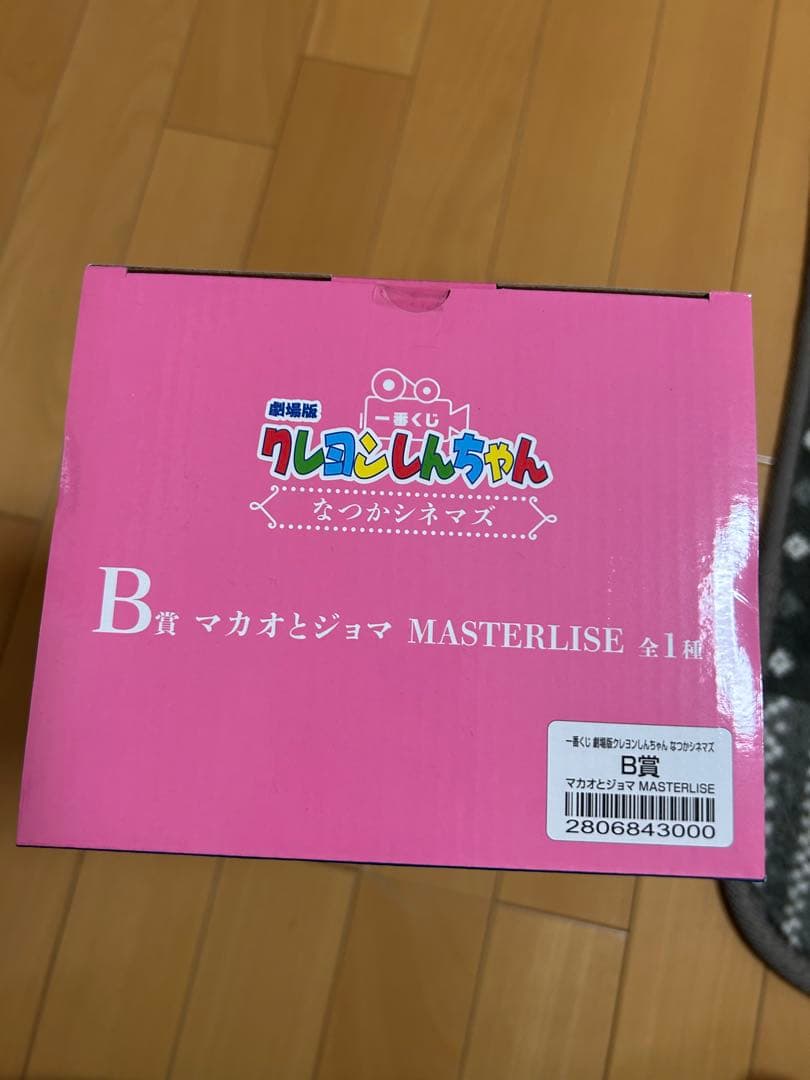 一番くじ
劇場版
クレヨンしんちゃん
なつかシネマズ
B賞 マカオとジョマ MASTERLISE 全1種
一番くじ 劇場版クレヨンしんちゃん なつかシネマズ
B賞
マカオとジョマ MASTERLISE
2806843000